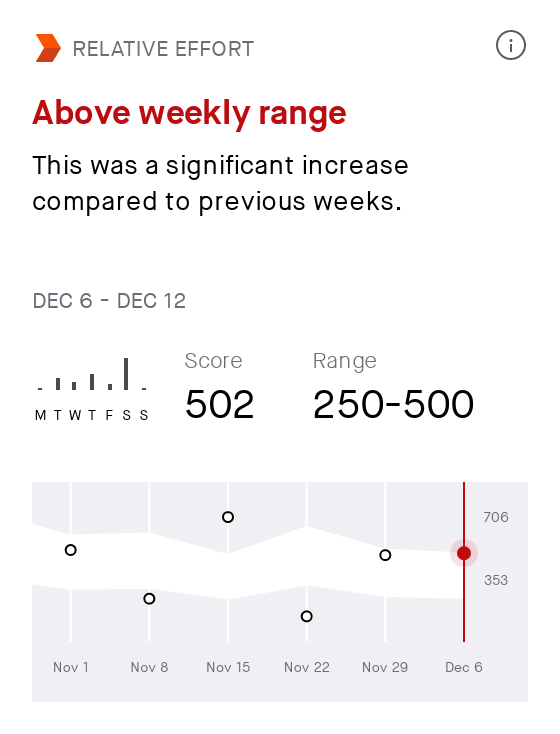 RELATIVE EFFORT
Above weekly range
This was a significant increase
compared to previous weeks.
DEC 6 - DEC 12
Score Range
502 250-500
M T W T F S S
706
353
Nov 1 Nov 8 Nov 15 Nov 22 Nov 29 Dec 6